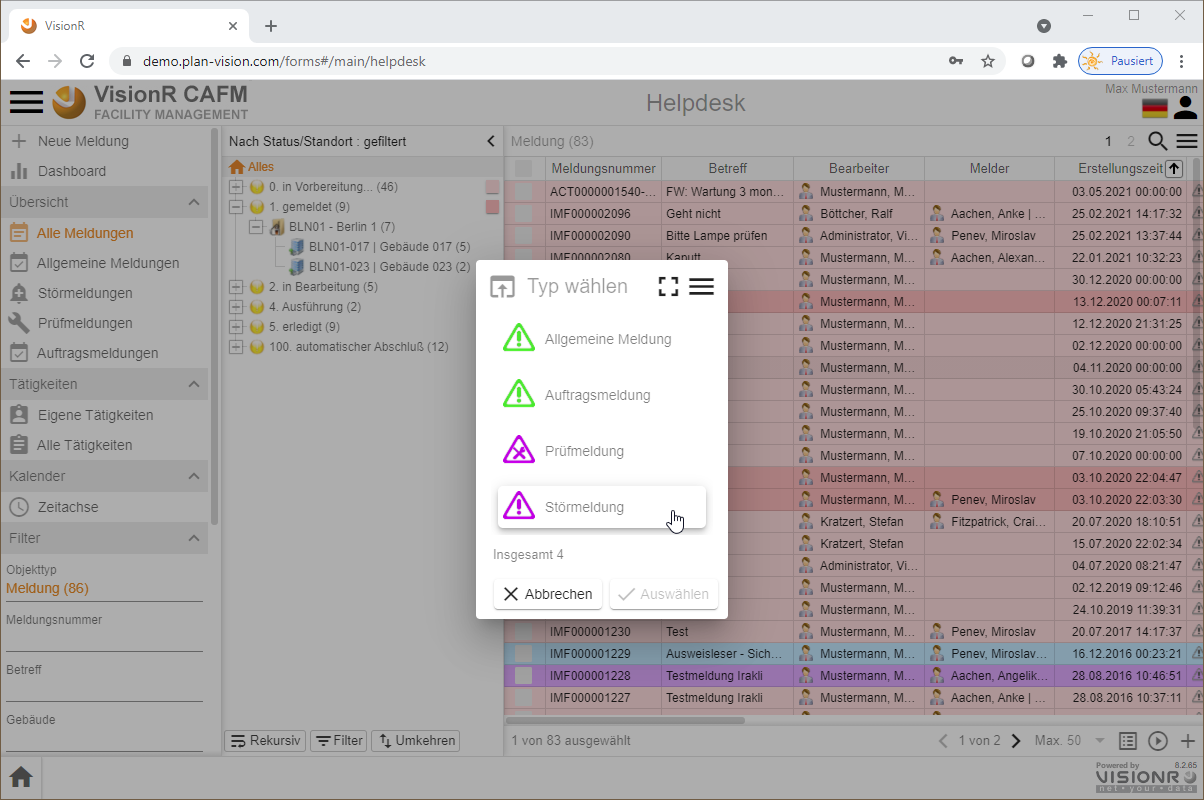 VisionR
demo.plan-vision.com/forms#/main/helpdesk
Pausiert
VisionR CAFM
FACILITY MANAGEMENT
Helpdesk
Max Mustermann
Neue Meldung
Dashboard
Übersicht
Alle Meldungen
Allgemeine Meldungen
Störmeldungen
Prüfmeldungen
Auftragsmeldungen
Tätigkeiten
Eigene Tätigkeiten
Alle Tätigkeiten
Kalender
Zeitachse
Filter
Objekttyp
Meldung (86)
Meldungsnummer
Betreff
Gebäude
Nach Status/Standort : gefiltert
Alles
0. in Vorbereitung... (46)
1. gemeldet (9)
BLN01 - Berlin 1 (7)
BLN01-017 | Gebäude 017 (5)
BLN01-023 | Gebäude 023 (2)
2. in Bearbeitung (5)
4. Ausführung (2)
5. erledigt (9)
100. automatischer Abschluß (12)
Rekursiv Filter Umkehren
Meldung (83) 1 2
Meldungsnummer Betreff Bearbeiter Melder Erstellungszeit
ACT0000001540-... FW: Wartung 3 mon... Mustermann, M... 03.05.2021 00:00:00
IMF000002096 Geht nicht Böttcher, Ralf Aachen, Anke | ... 25.02.2021 14:17:32
IMF000002090 Bitte Lampe prüfen Administrator, Vi... Penev, Miroslav 25.02.2021 13:37:44
IMF000002080 Kaputt Mustermann, M... Aachen, Alexan... 22.01.2021 10:32:23
Mustermann, M... 30.12.2020 00:00:00
Mustermann, M... 13.12.2020 00:07:11
Mustermann, M... 12.12.2020 21:31:25
Mustermann, M... 02.12.2020 00:00:00
Mustermann, M... 04.11.2020 00:00:00
Mustermann, M... 30.10.2020 05:43:24
Mustermann, M... 25.10.2020 09:37:40
Mustermann, M... 19.10.2020 21:05:50
Mustermann, M... 07.10.2020 00:00:00
Mustermann, M... 03.10.2020 22:04:47
Mustermann, M... Penev, Miroslav 03.10.2020 22:03:30
Kratzert, Stefan Fitzpatrick, Crai... 20.07.2020 18:10:51
Kratzert, Stefan 15.07.2020 22:02:34
Administrator, Vi... 04.07.2020 08:21:47
Mustermann, M... 02.12.2019 09:12:46
Mustermann, M... 24.10.2019 11:39:31
IMF000001230 Test Mustermann, M... Penev, Miroslav 20.07.2017 14:17:37
IMF000001229 Ausweisleser - Sich... Mustermann, M... Penev, Miroslav... 16.12.2016 00:23:21
IMF000001228 Testmeldung Irakli Mustermann, M... Aachen, Angelik... 28.08.2016 10:46:51
IMF000001227 Testmeldung Irakli Mustermann, M... Aachen, Anke | ... 28.08.2016 10:37:11
1 von 83 ausgewählt 1 von 2 Max. 50
Typ wählen
Allgemeine Meldung
Auftragsmeldung
Prüfmeldung
Störmeldung
Insgesamt 4
Abbrechen Auswählen
Powered by 8.2.65
VISIONR
net • your • data